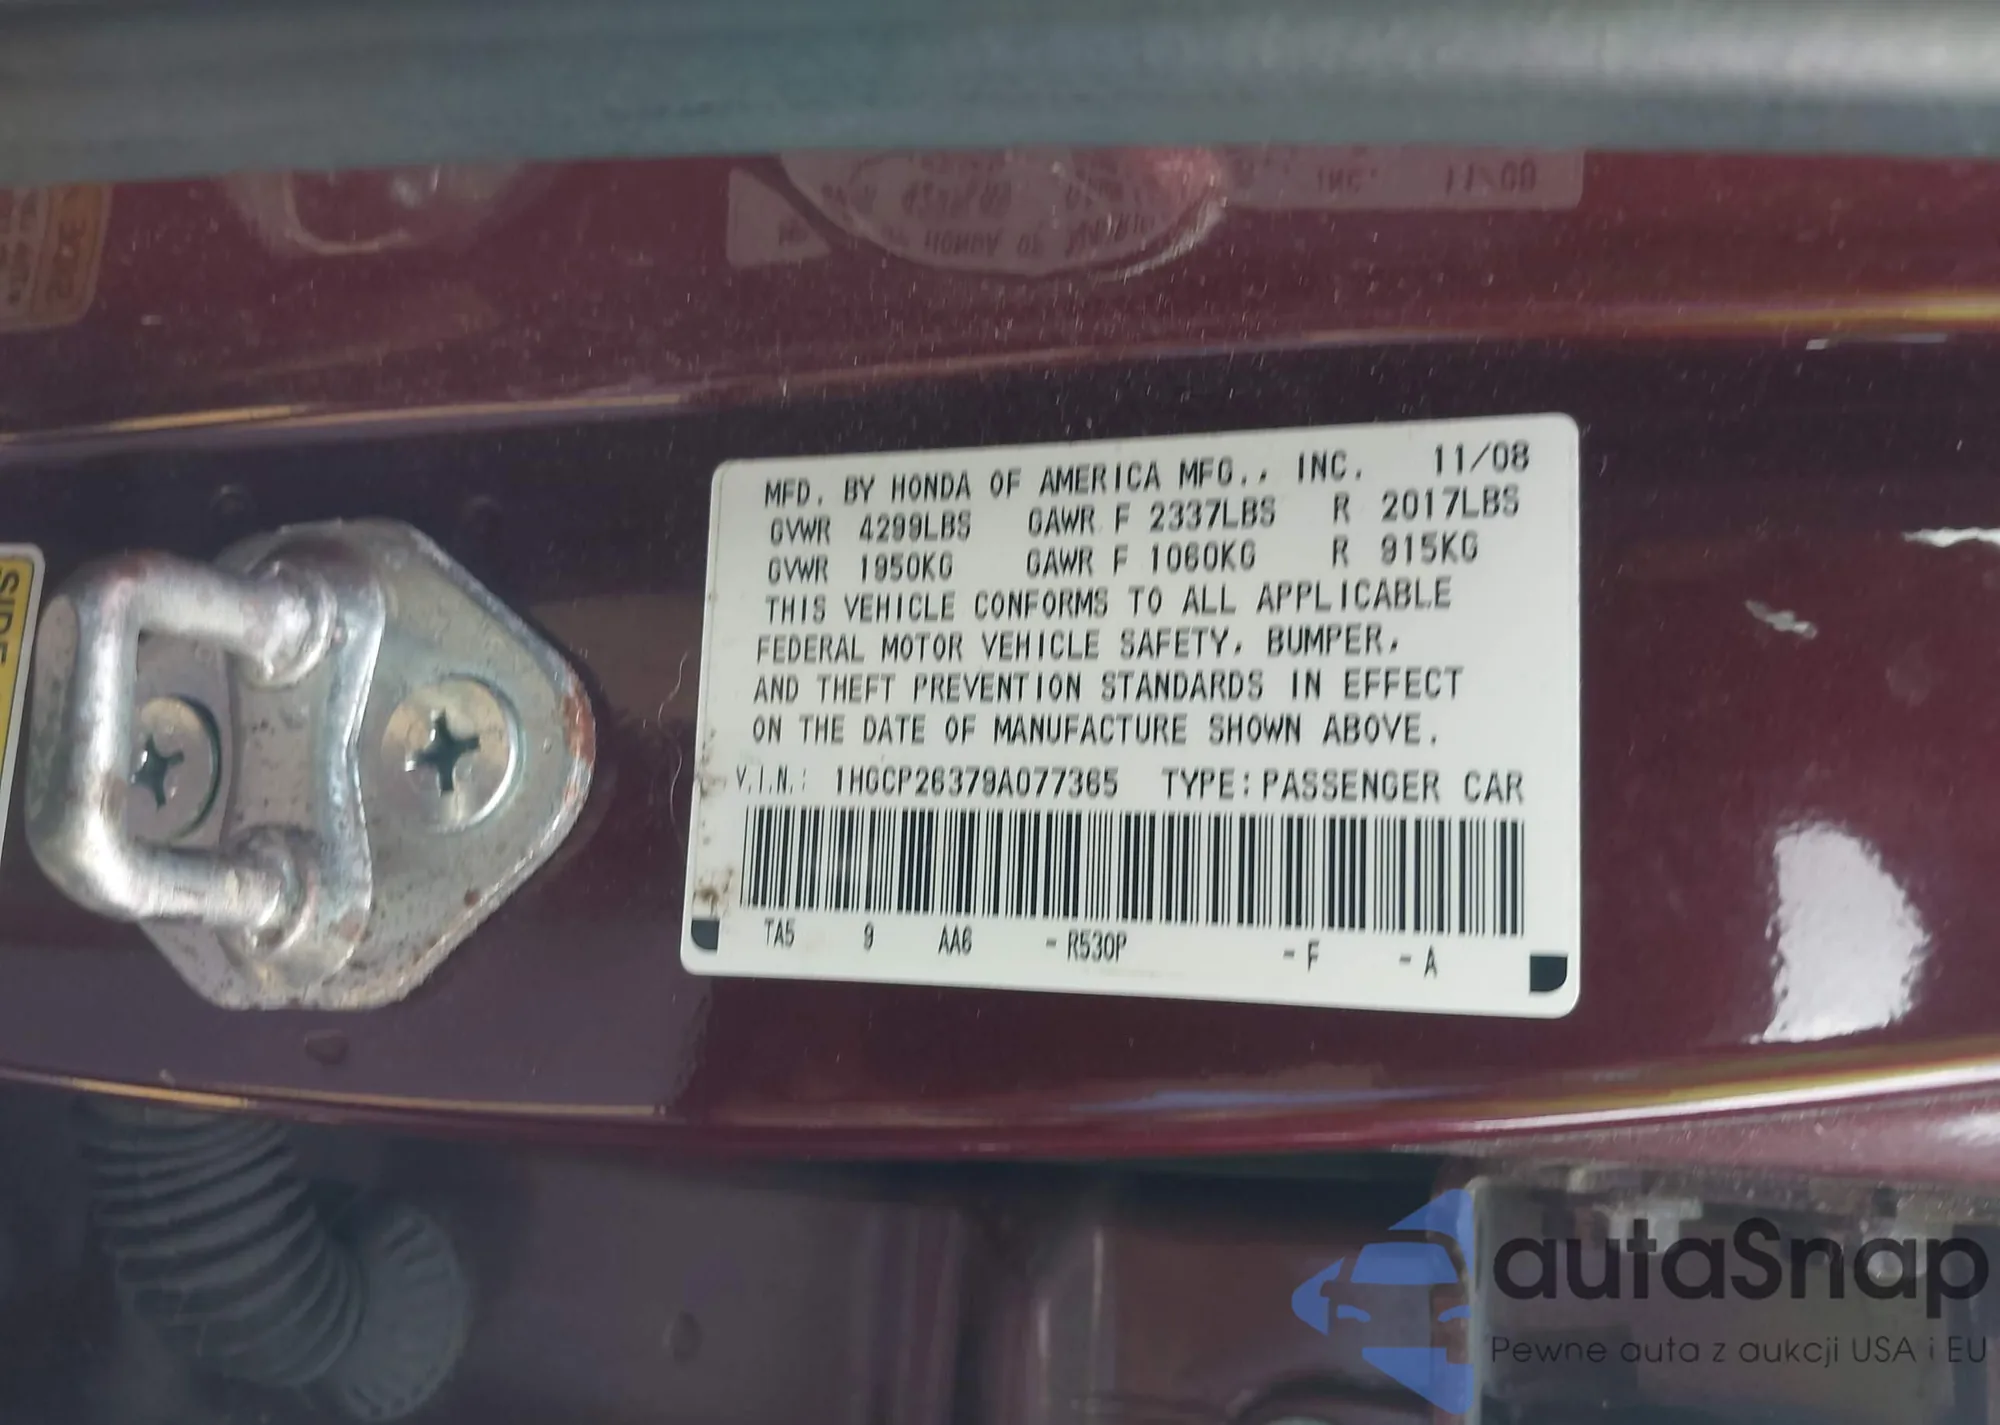 MFD. BY HONDA OF AMERICA MFG., INC. 11/08
GVWR 4299LBS GAWR F 2337LBS R 2017LBS
GVWR 1950KG GAWR F 1060KG R 915KG
THIS VEHICLE CONFORMS TO ALL APPLICABLE
FEDERAL MOTOR VEHICLE SAFETY, BUMPER,
AND THEFT PREVENTION STANDARDS IN EFFECT
ON THE DATE OF MANUFACTURE SHOWN ABOVE.
V.I.N.: 1HGCP26379A077365 TYPE:PASSENGER CAR
TA5 9 AA6 -R530P -F -A
SIDE
autaSnap
Pewne auta z aukcji USA i EU